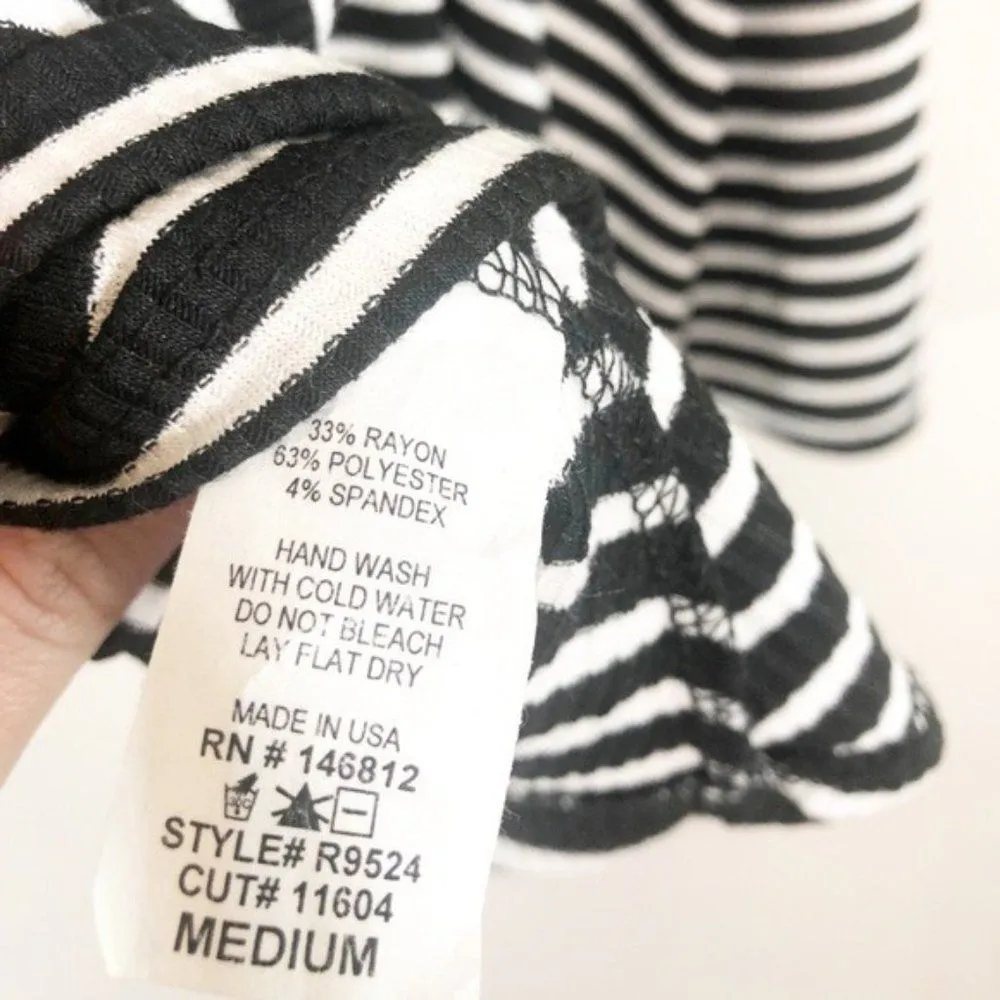 33% RAYON
63% POLYESTER
4% SPANDEX
HAND WASH
WITH COLD WATER
DO NOT BLEACH
LAY FLAT DRY
MADE IN USA
RN # 146812
STYLE# R9524
CUT# 11604
MEDIUM